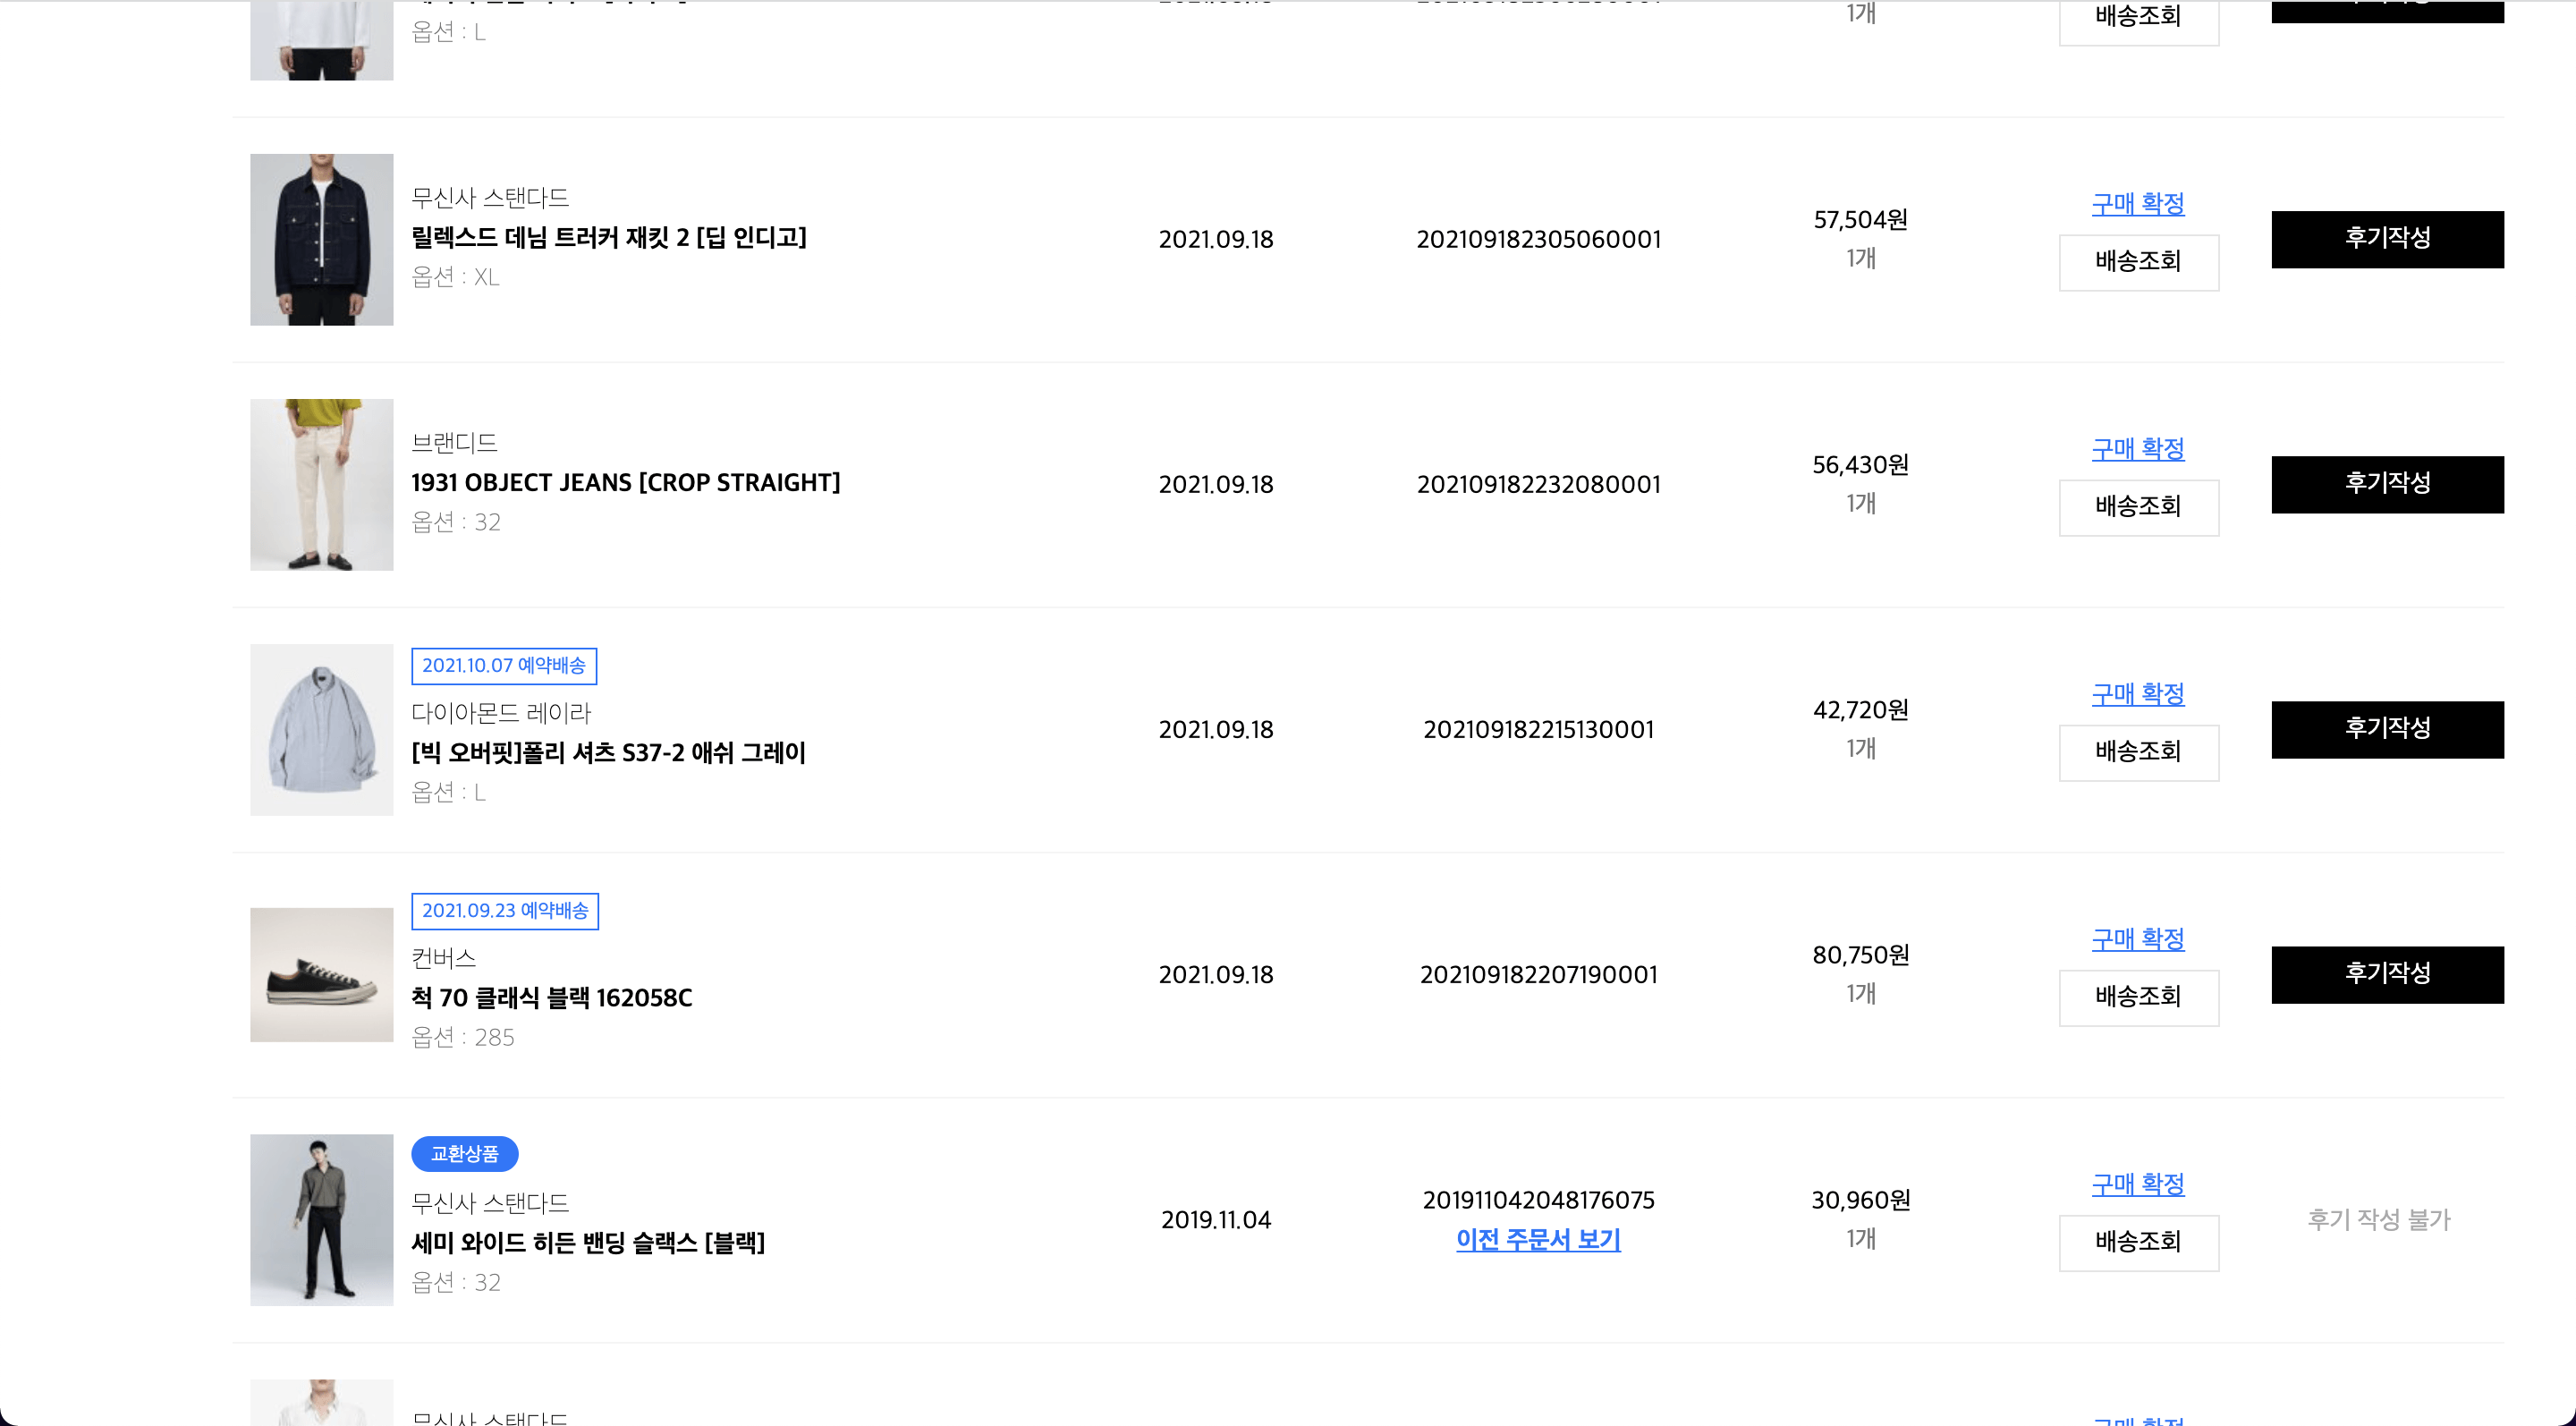 옵션 : L
1개
배송조회
무신사 스탠다드
릴렉스드 데님 트러커 재킷 2 [딥 인디고]
옵션 : XL
2021.09.18
202109182305060001
57,504원
1개
구매 확정
배송조회
후기작성
브랜디드
1931 OBJECT JEANS [CROP STRAIGHT]
옵션 : 32
2021.09.18
202109182232080001
56,430원
1개
구매 확정
배송조회
후기작성
2021.10.07 예약배송
다이아몬드 레이라
[빅 오버핏]폴리 셔츠 S37-2 애쉬 그레이
옵션 : L
2021.09.18
202109182215130001
42,720원
1개
구매 확정
배송조회
후기작성
2021.09.23 예약배송
컨버스
척 70 클래식 블랙 162058C
옵션 : 285
2021.09.18
202109182207190001
80,750원
1개
구매 확정
배송조회
후기작성
교환상품
무신사 스탠다드
세미 와이드 히든 밴딩 슬랙스 [블랙]
옵션 : 32
2019.11.04
201911042048176075
이전 주문서 보기
30,960원
1개
구매 확정
배송조회
후기 작성 불가
무신사 스탠다드
구매 확정